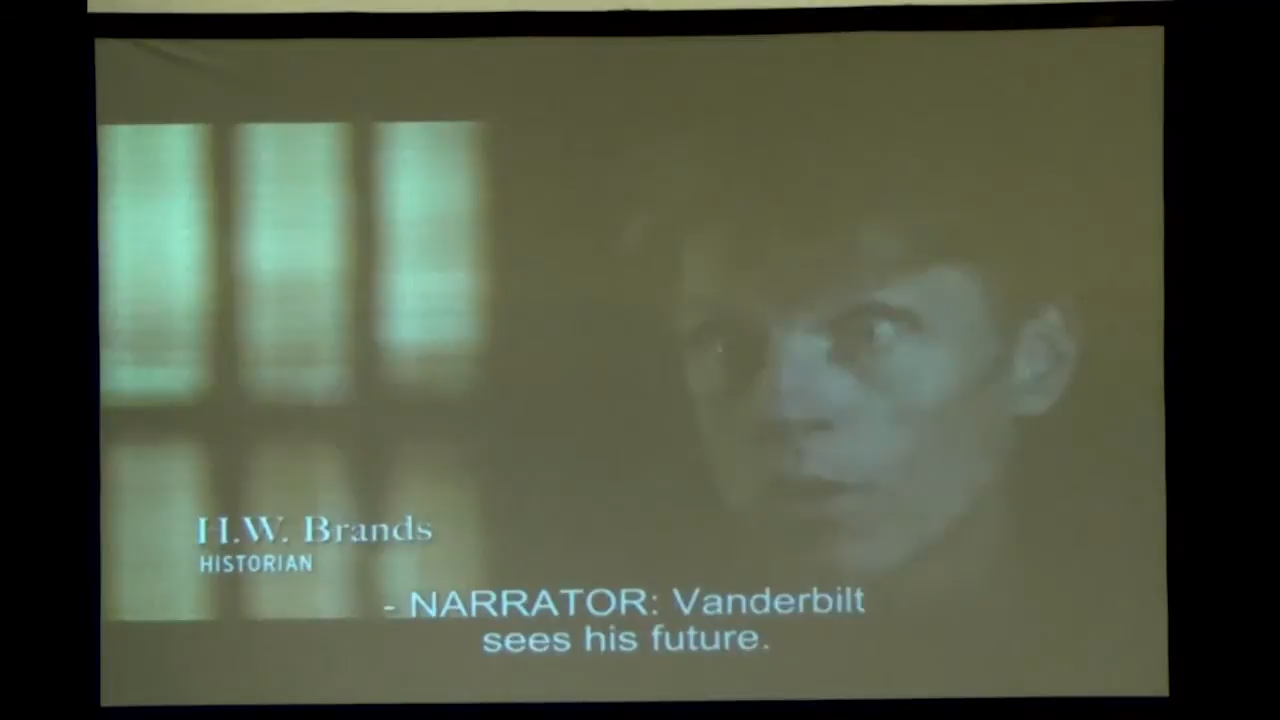 H.W. Brands
HISTORIAN
- NARRATOR: Vanderbilt
sees his future.